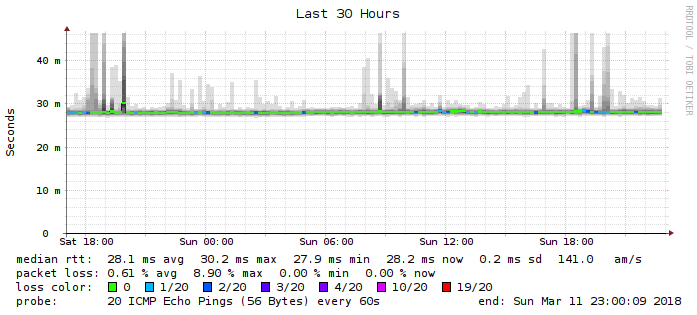 Last 30 Hours
RRDTOOL / TOBI OETIKER
Seconds
40 m
30 m
20 m
10 m
0
Sat 18:00 Sun 00:00 Sun 06:00 Sun 12:00 Sun 18:00
median rtt: 28.1 ms avg 30.2 ms max 27.9 ms min 28.2 ms now 0.2 ms sd 141.0 am/s
packet loss: 0.61 % avg 8.90 % max 0.00 % min 0.00 % now
loss color: 0 1/20 2/20 3/20 4/20 10/20 19/20
probe: 20 ICMP Echo Pings (56 Bytes) every 60s end: Sun Mar 11 23:00:09 2018